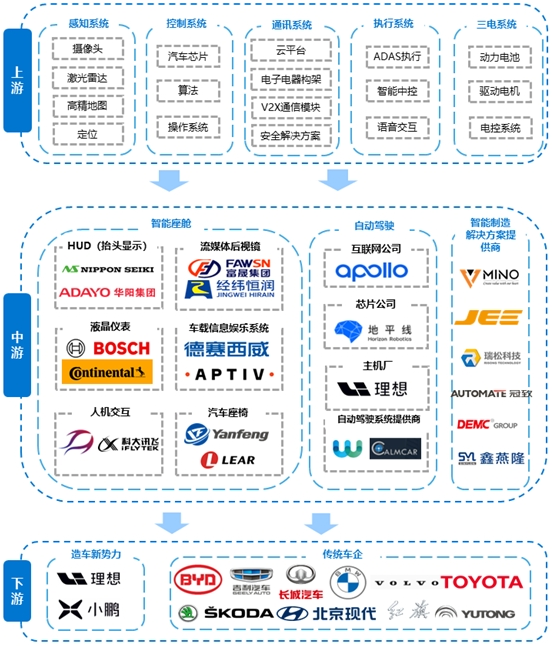 上游
感知系统
摄像头
激光雷达
高精地图
定位
控制系统
汽车芯片
算法
操作系统
通讯系统
云平台
电子电器构架
V2X通信模块
安全解决方案
执行系统
ADAS执行
智能中控
语音交互
三电系统
动力电池
驱动电机
电控系统
中游
智能座舱
HUD（抬头显示）
NIPPON SEIKI
ADAYO 华阳集团
流媒体后视镜
FAWSN
富晟集团
经纬恒润
JINGWEI HIRAIN
液晶仪表
BOSCH
Continental
车载信息娱乐系统
德赛西威
• APTIV •
人机交互
科大讯飞
iFLYTEK
汽车座椅
Yanfeng
LEAR
自动驾驶
互联网公司
apollo
芯片公司
地平线
Horizon Robotics
主机厂
理想
自动驾驶系统提供商
CALMCAR
智能制造
解决方案提
供商
MINO
JEE
瑞松科技
AUTOMATE 冠致
DEMC GROUP
SYL 鑫燕隆
下游
造车新势力
理想
小鹏
传统车企
BYD
吉利汽车
GEELY AUTO
长城汽车
BMW
VOLVO
TOYOTA
ŠKODA
北京现代
红旗
YUTONG